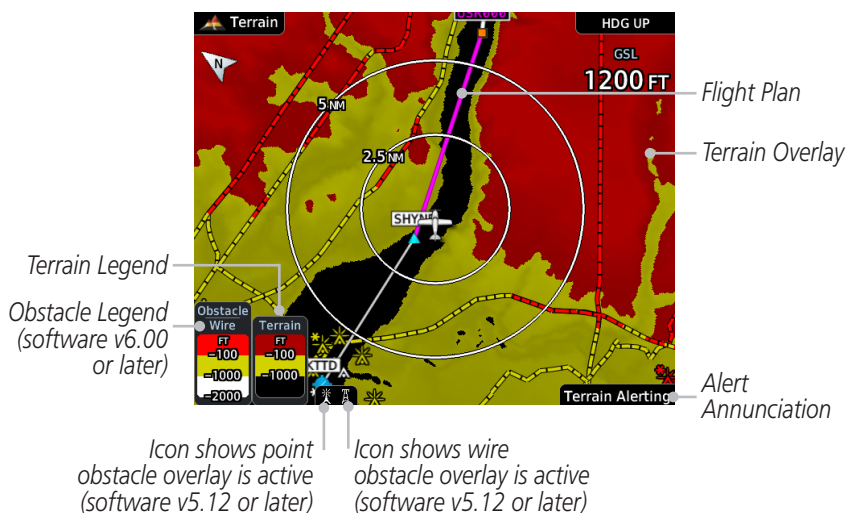 Terrain
HDG UP
N
GSL
1200 FT
5 NM
2.5 NM
Flight Plan
Terrain Overlay
Terrain Legend
Obstacle Legend
(software v6.00
or later)
Obstacle
Wire
FT
-100
-1000
-2000
Terrain
FT
-100
-1000
KTTD
Terrain Alerting
Alert
Annunciation
Icon shows point
obstacle overlay is active
(software v5.12 or later)
Icon shows wire
obstacle overlay is active
(software v5.12 or later)